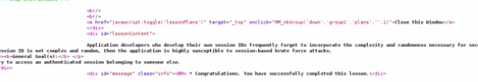 <br/>
<br/>
<a href="javascript:toggle('lessonPlans')" target="_top" onclick="MM_nbGroup('down','group1','plans','',1)">Close this Window</a>
<div id="lessonContent">
Application developers who develop their own session IDs frequently forget to incorporate the complexity and randomness necessary for sec
ession ID is not complex and random, then the application is highly susceptible to session-based brute force attacks.
<b>General Goal(s):</b>
ry to access an authenticated session belonging to someone else.
</div>
<div id="message" class="info"><BR> * Congratulations. You have successfully completed this lesson.</div>